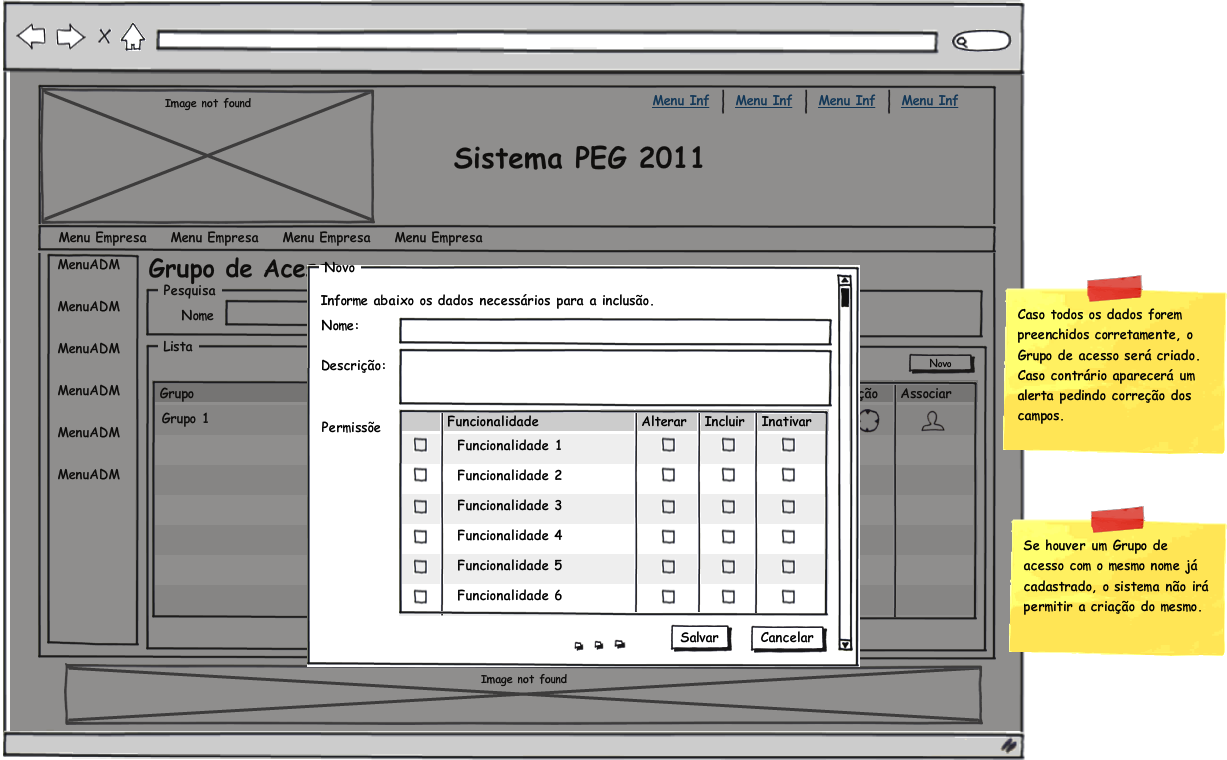 Image not found
Menu Inf Menu Inf Menu Inf Menu Inf
Sistema PEG 2011
Menu Empresa Menu Empresa Menu Empresa Menu Empresa
MenuADM
MenuADM
MenuADM
MenuADM
MenuADM
MenuADM
Grupo de Aces
Pesquisa
Nome
Lista
Novo
Grupo ção Associar
Grupo 1
Novo
Informe abaixo os dados necessários para a inclusão.
Nome:
Descrição:
Permissõe
Funcionalidade Alterar Incluir Inativar
Funcionalidade 1
Funcionalidade 2
Funcionalidade 3
Funcionalidade 4
Funcionalidade 5
Funcionalidade 6
Salvar Cancelar
Image not found
Caso todos os dados forem
preenchidos corretamente, o
Grupo de acesso será criado.
Caso contrário aparecerá um
alerta pedindo correção dos
campos.
Se houver um Grupo de
acesso com o mesmo nome já
cadastrado, o sistema não irá
permitir a criação do mesmo.